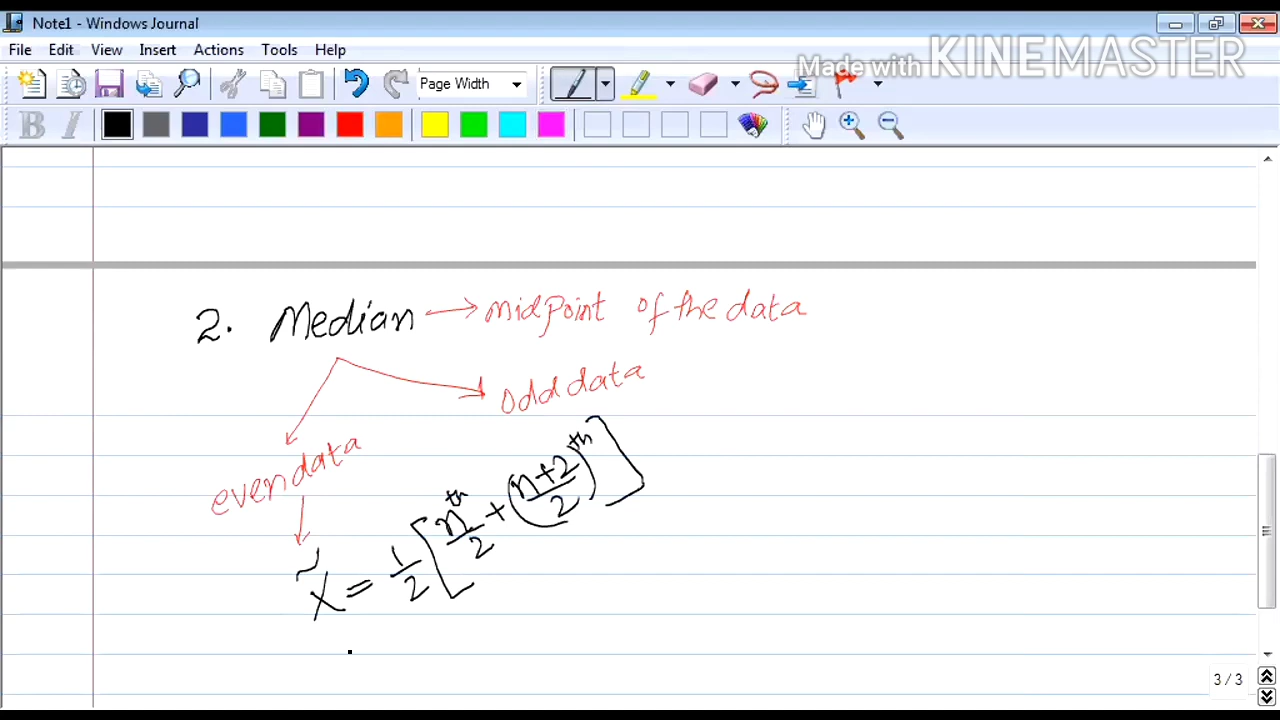 Note1 - Windows Journal
File Edit View Insert Actions Tools Help
Made with KINEMASTER
Page Width
B I
2. Median → midpoint of the data
odd data
even data
x̃ = 1/2 [n/2 th + (n+2/2) th]
3 / 3